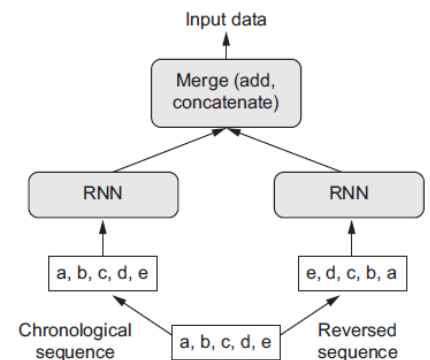 Input data
Merge (add,
concatenate)
RNN
RNN
a, b, c, d, e
e, d, c, b, a
Chronological
sequence
a, b, c, d, e
Reversed
sequence